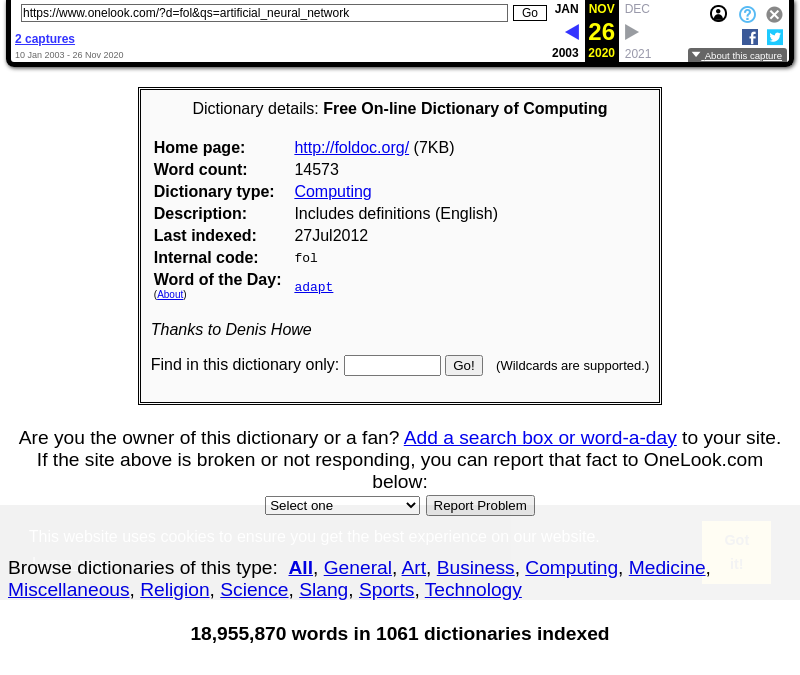 https://www.onelook.com/?d=fol&qs=artificial_neural_network Go JAN NOV DEC
2 captures 26
10 Jan 2003 - 26 Nov 2020 2003 2020 2021 About this capture
Dictionary details: Free On-line Dictionary of Computing
Home page: http://foldoc.org/ (7KB)
Word count: 14573
Dictionary type: Computing
Description: Includes definitions (English)
Last indexed: 27Jul2012
Internal code: fol
Word of the Day: adapt
(About)
Thanks to Denis Howe
Find in this dictionary only: Go! (Wildcards are supported.)
Are you the owner of this dictionary or a fan? Add a search box or word-a-day to your site.
If the site above is broken or not responding, you can report that fact to OneLook.com
below:
Select one Report Problem
This website uses cookies to ensure you get the best experience on our website.
Got it!
Browse dictionaries of this type: All, General, Art, Business, Computing, Medicine,
Miscellaneous, Religion, Science, Slang, Sports, Technology
18,955,870 words in 1061 dictionaries indexed